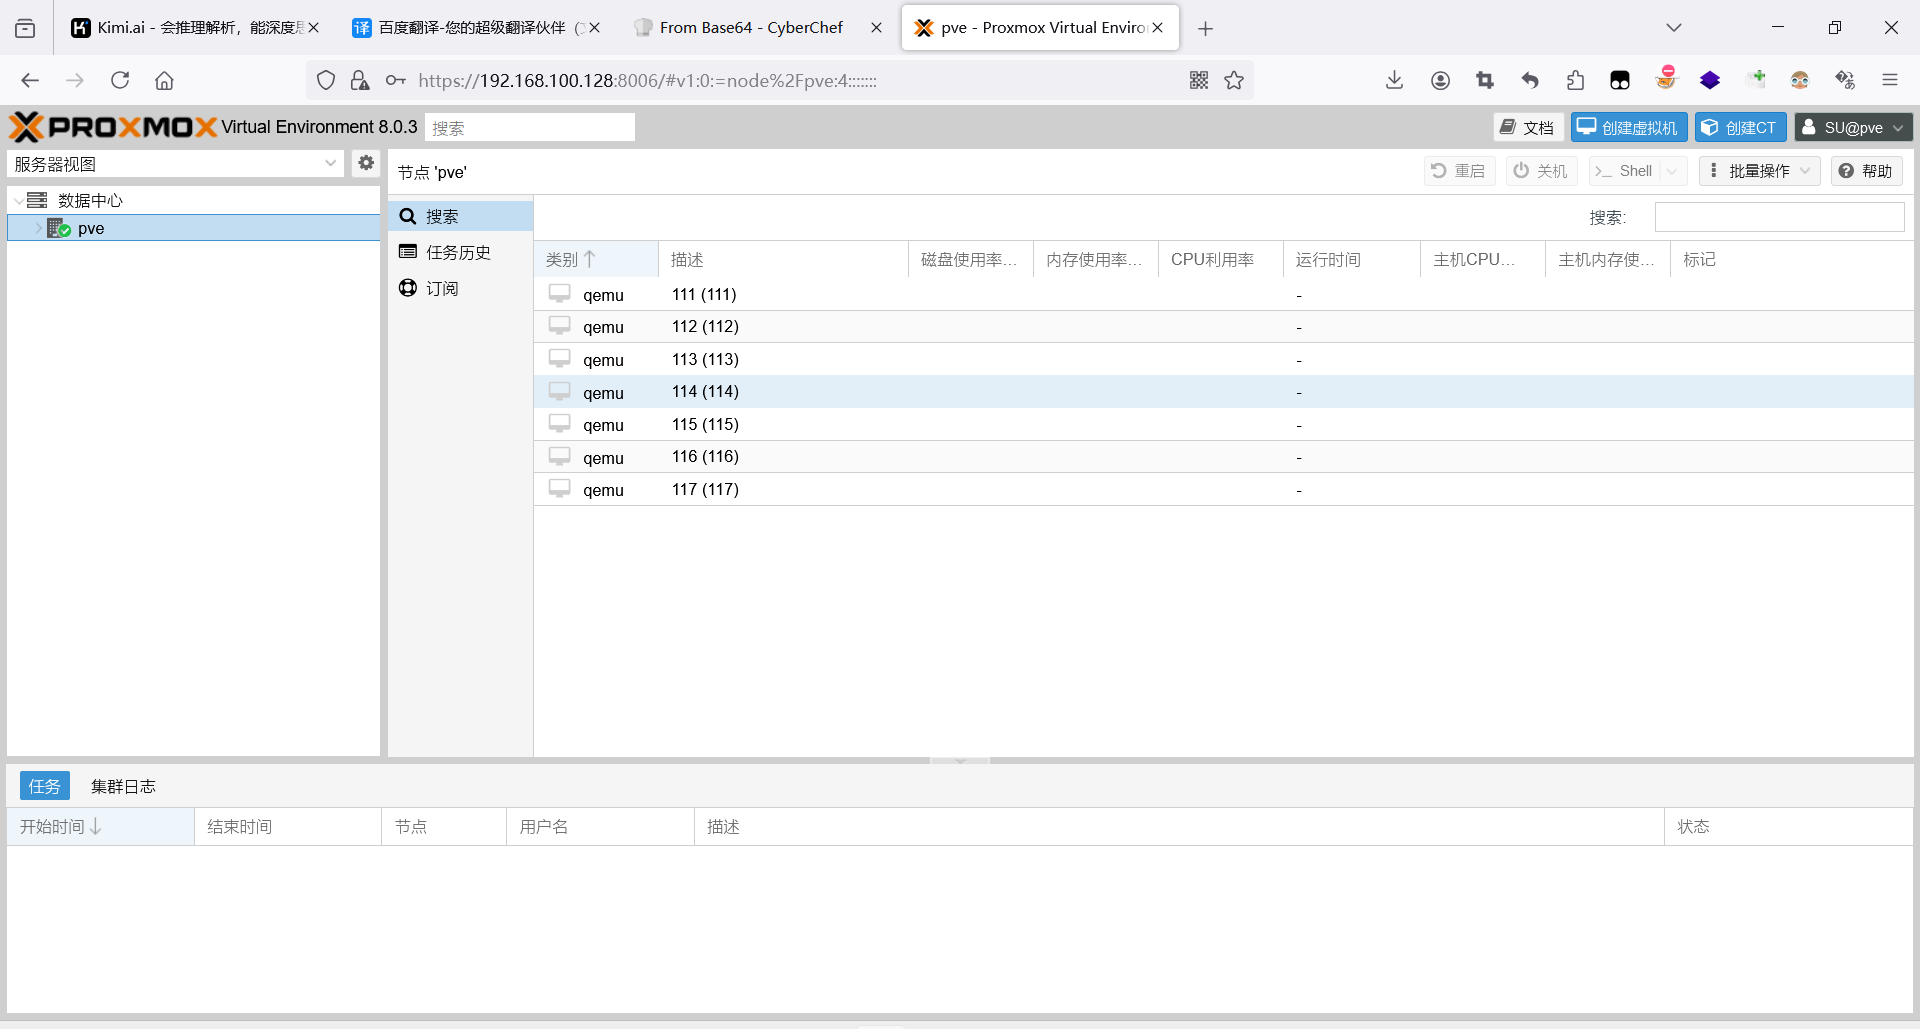 Kimi.ai - 会推理解析，能深度思
百度翻译-您的超级翻译伙伴（
From Base64 - CyberChef
pve - Proxmox Virtual Enviro
https://192.168.100.128:8006/#v1:0:=node%2Fpve:4:::::::
PROXMOX Virtual Environment 8.0.3
搜索
文档
创建虚拟机
创建CT
SU@pve
服务器视图
节点 'pve'
重启
关机
Shell
批量操作
帮助
数据中心
pve
搜索
任务历史
订阅
搜索:
类别 描述 磁盘使用率... 内存使用率... CPU利用率 运行时间 主机CPU... 主机内存使... 标记
qemu 111 (111) -
qemu 112 (112) -
qemu 113 (113) -
qemu 114 (114) -
qemu 115 (115) -
qemu 116 (116) -
qemu 117 (117) -
任务 集群日志
开始时间 结束时间 节点 用户名 描述 状态